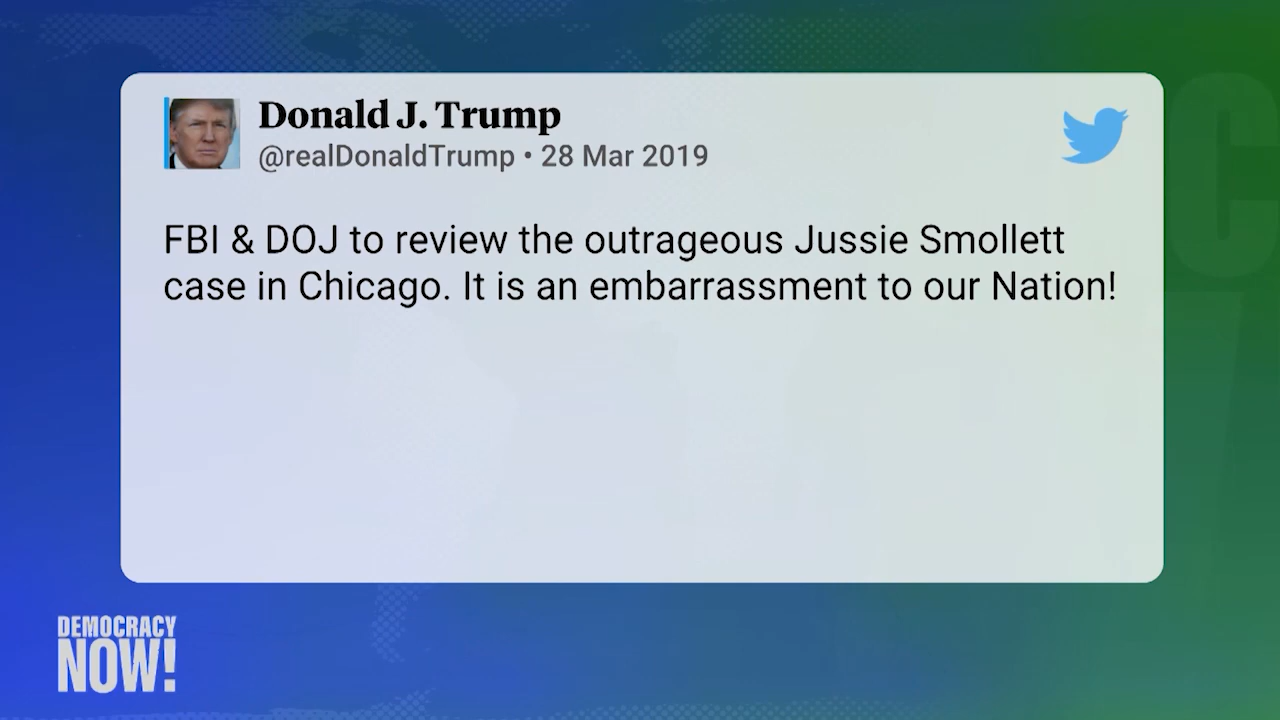 Donald J. Trump
@realDonaldTrump • 28 Mar 2019
FBI & DOJ to review the outrageous Jussie Smollett
case in Chicago. It is an embarrassment to our Nation!
DEMOCRACY
NOW!